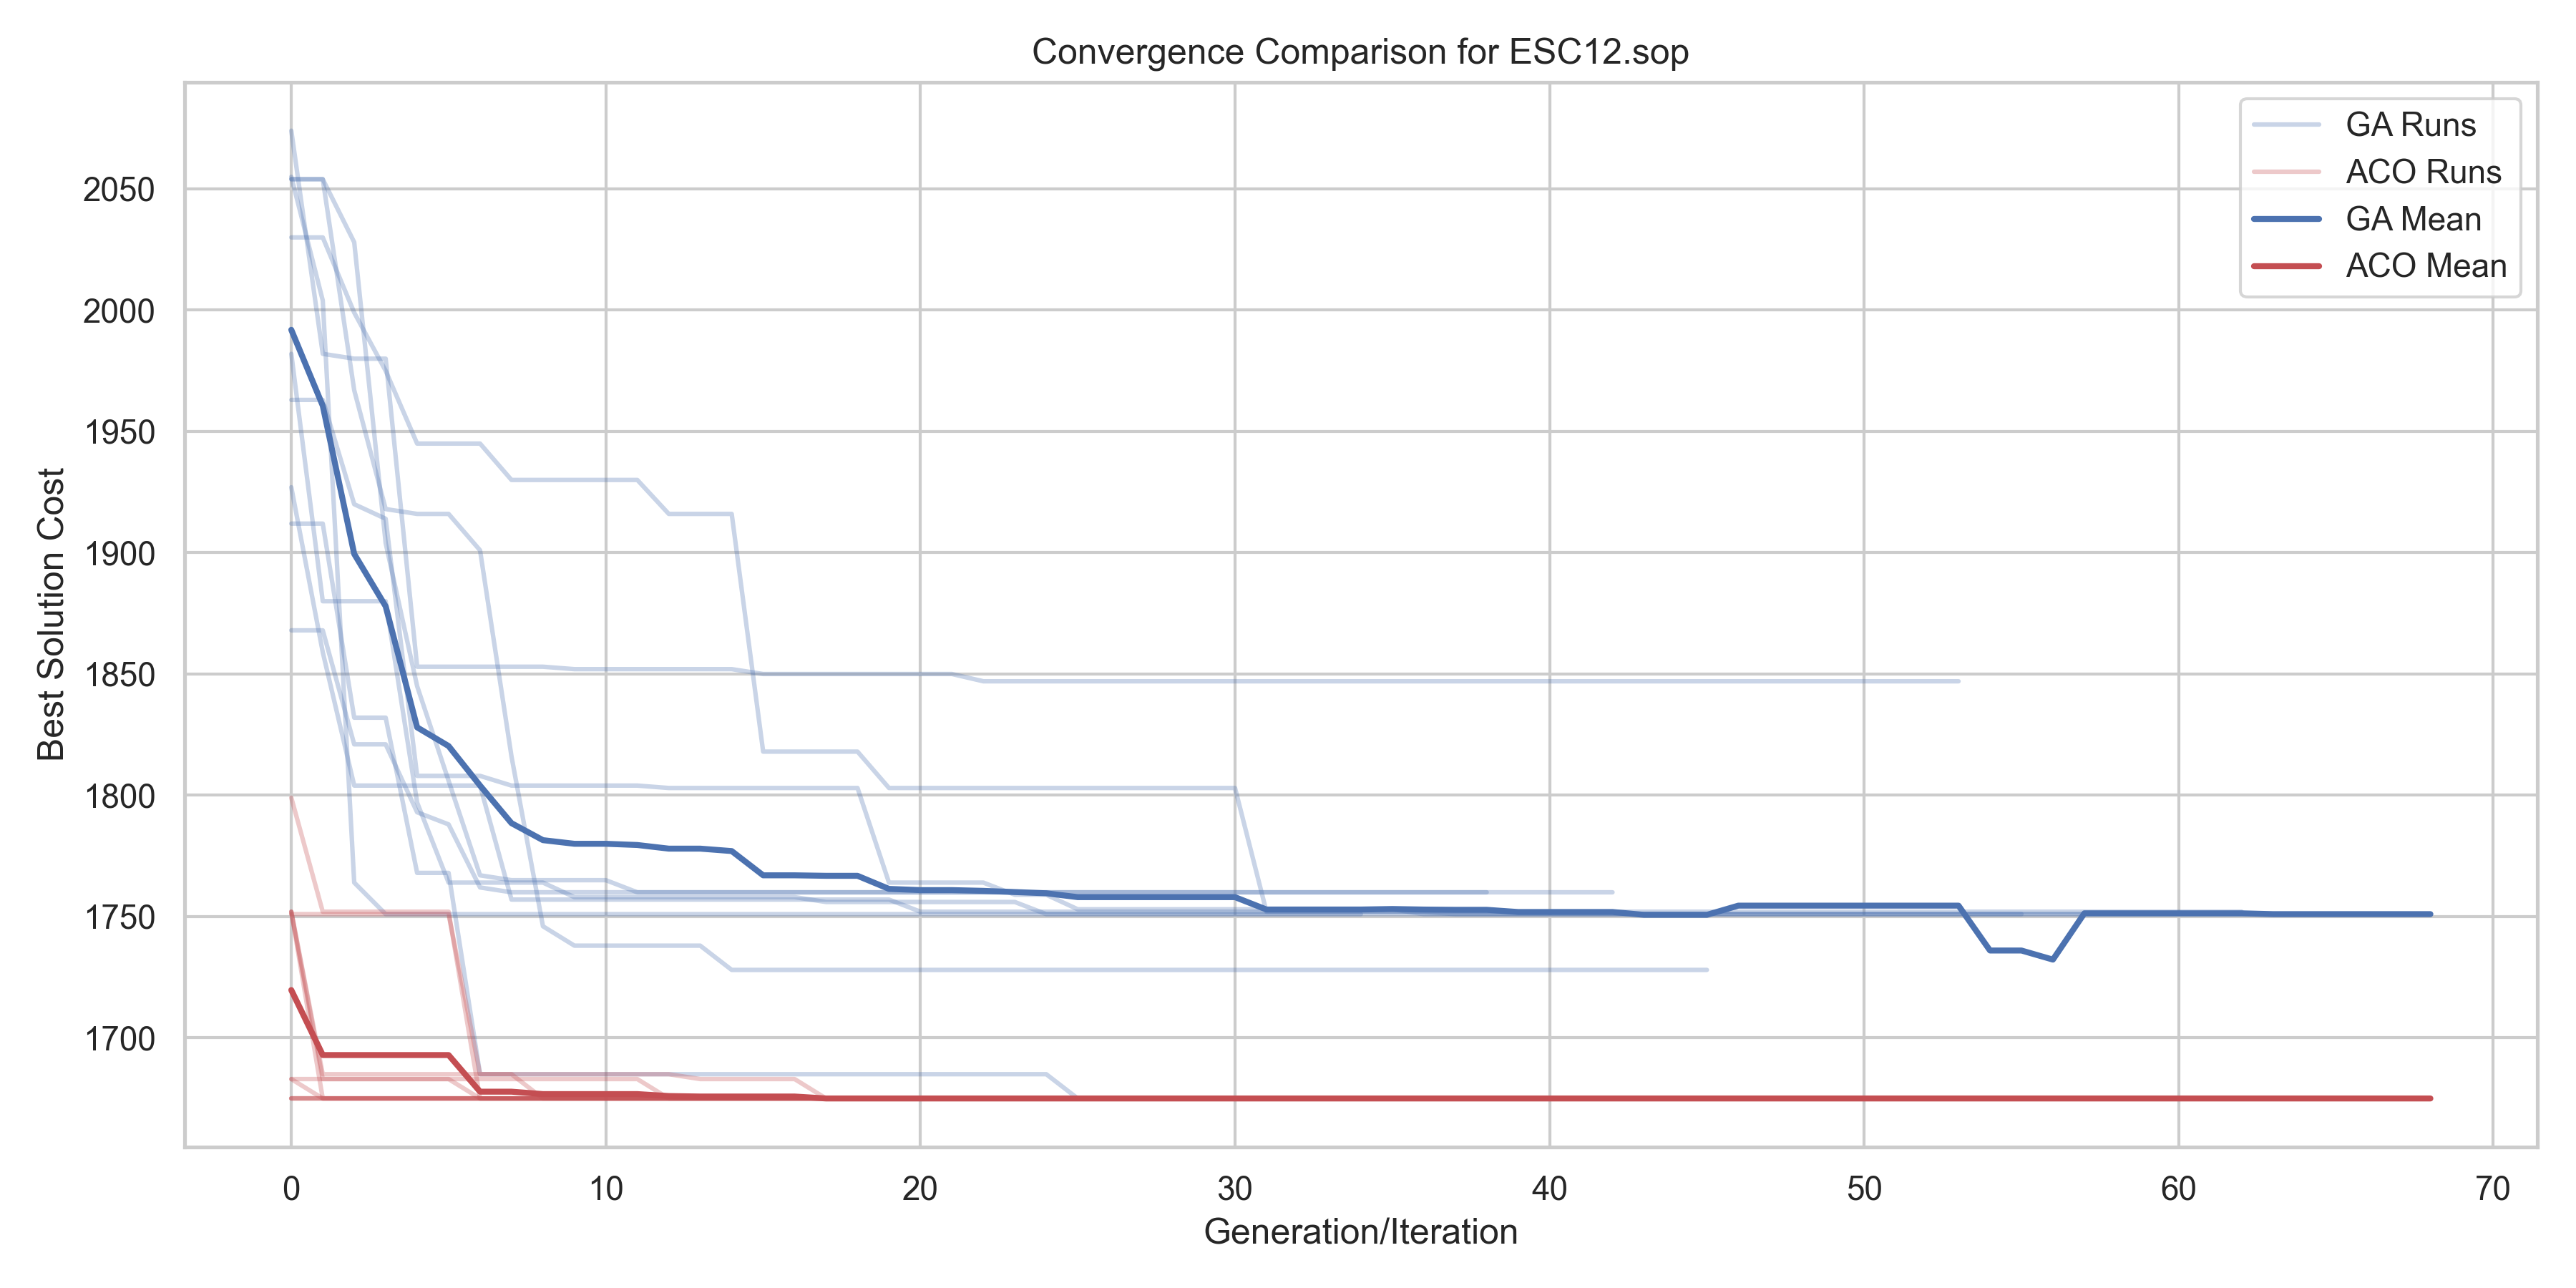 Convergence Comparison for ESC12.sop
GA Runs
ACO Runs
GA Mean
ACO Mean
Best Solution Cost
2050
2000
1950
1900
1850
1800
1750
1700
0 10 20 30 40 50 60 70
Generation/Iteration